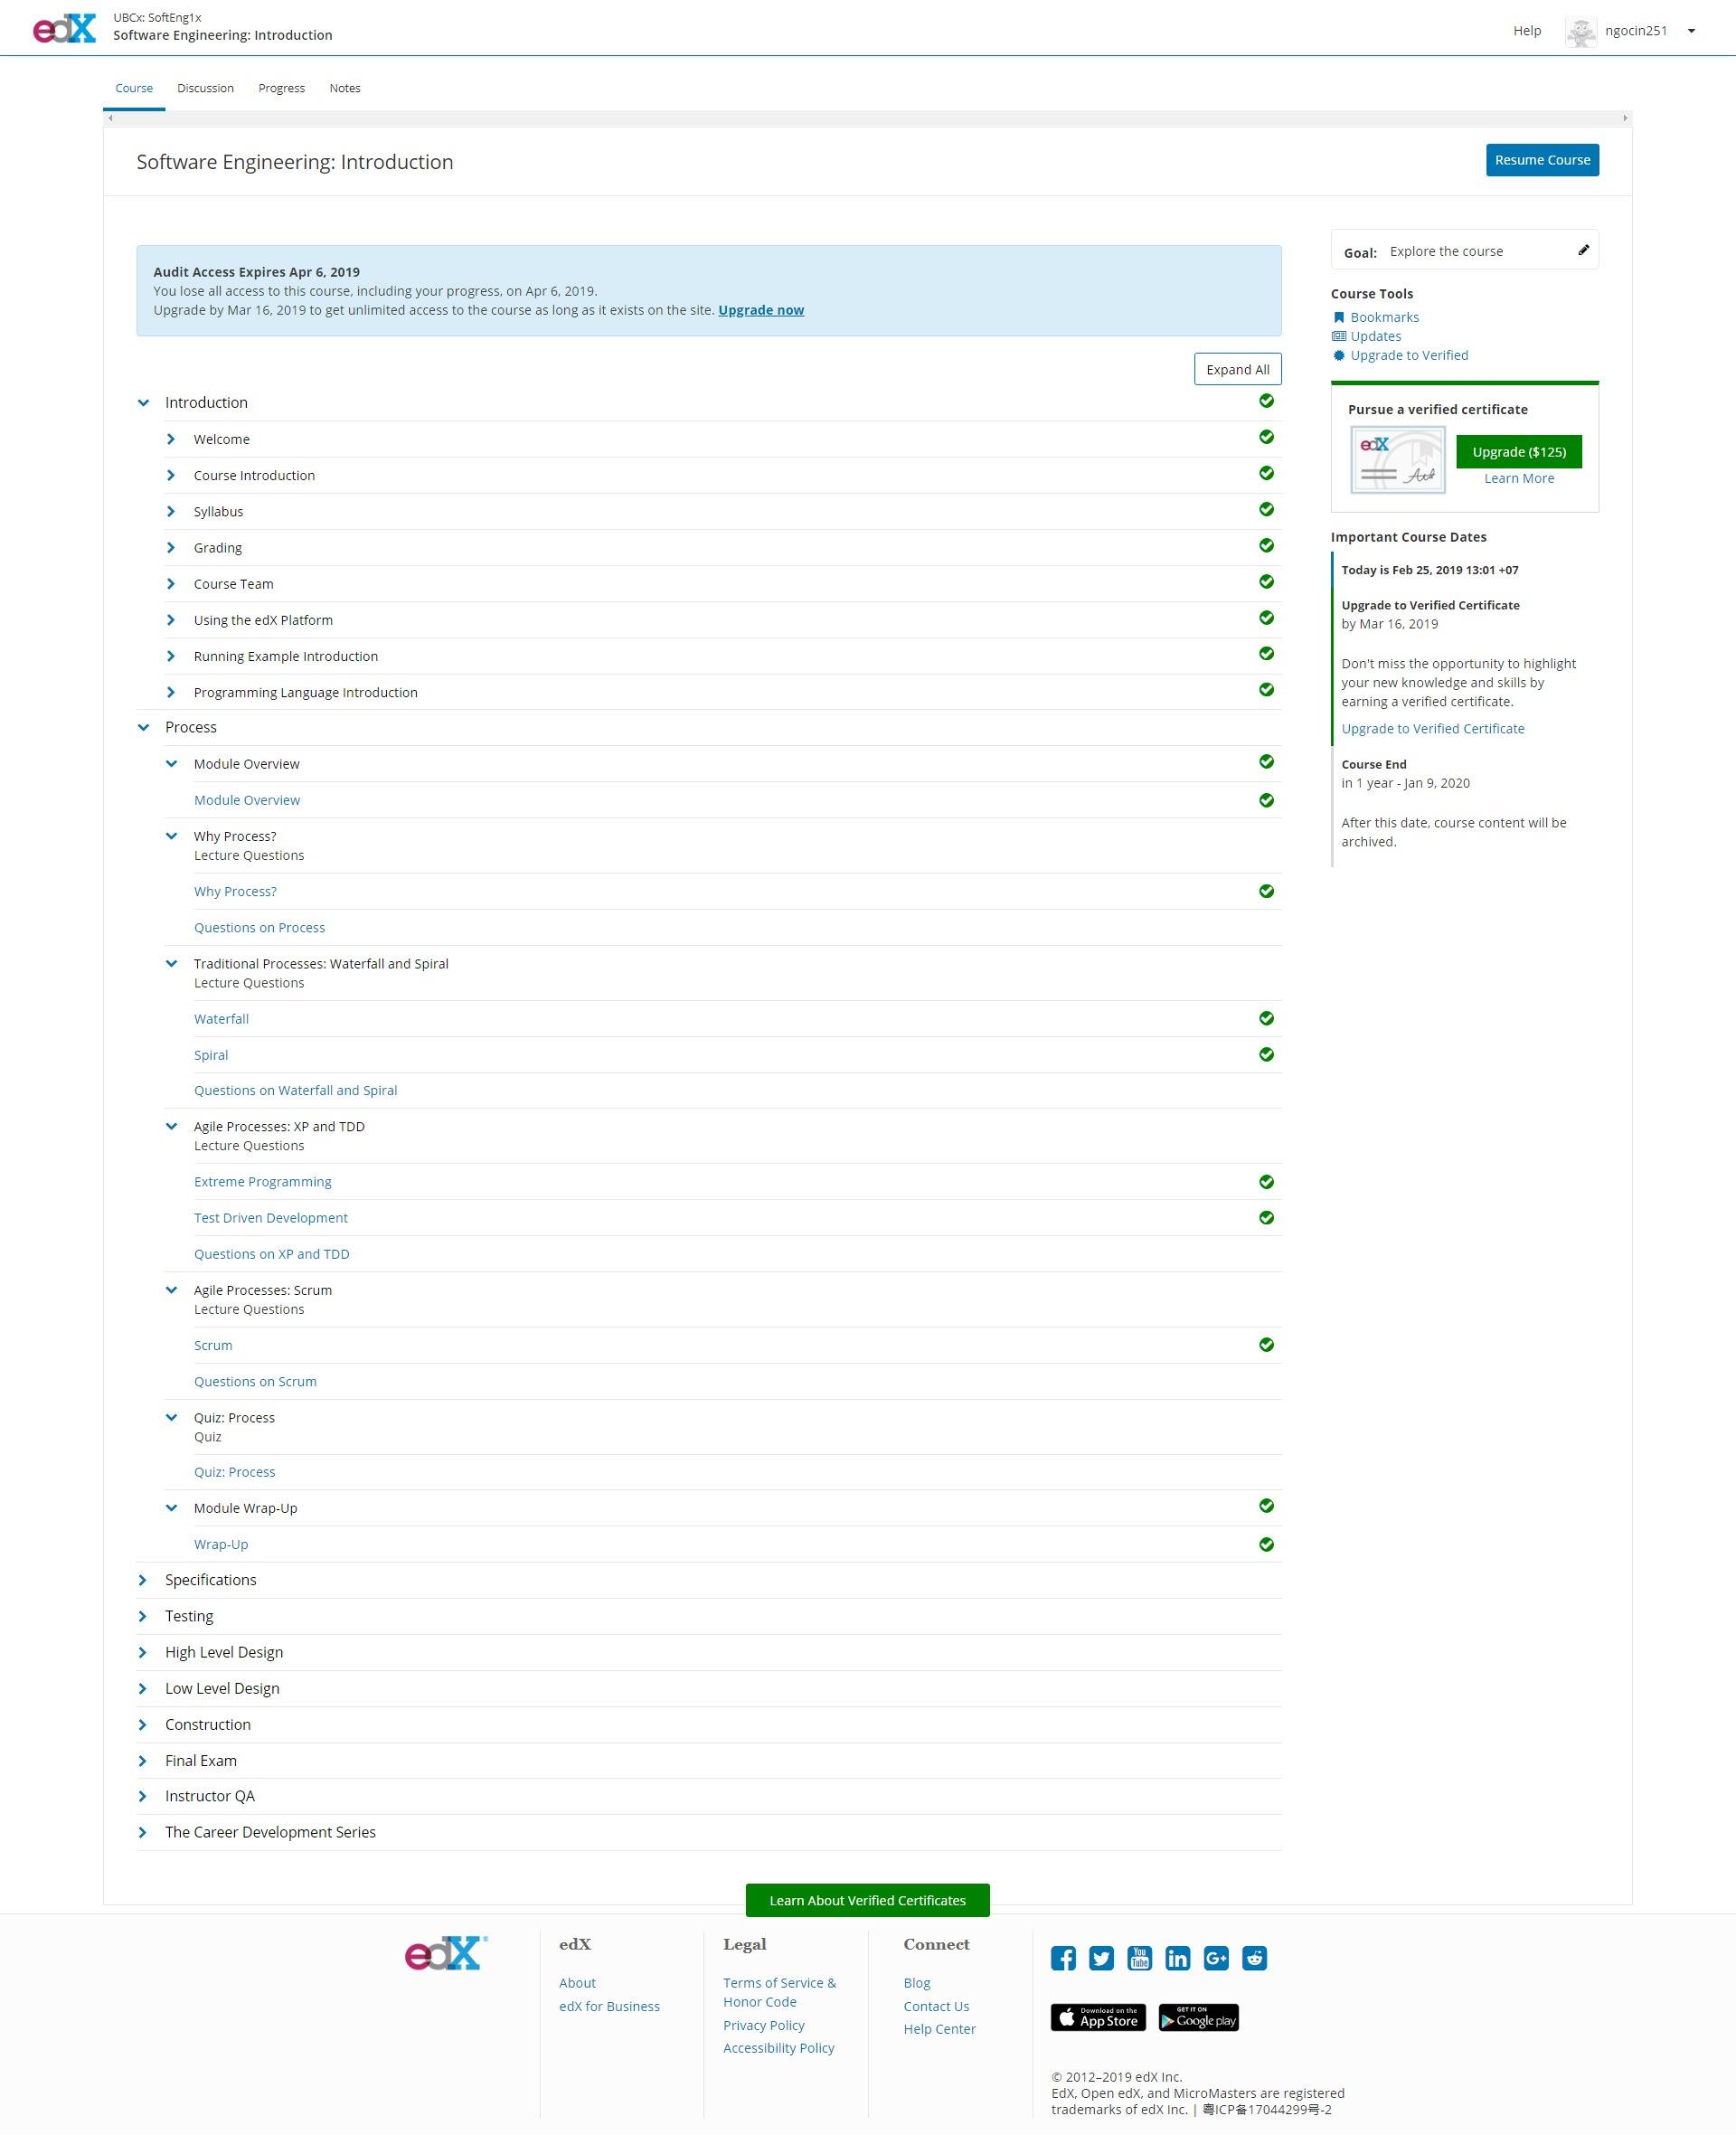 edX
UBCx: SoftEng1x
Software Engineering: Introduction
Help
ngocin251
Course
Discussion
Progress
Notes
Software Engineering: Introduction
Resume Course
Audit Access Expires Apr 6, 2019
You lose all access to this course, including your progress, on Apr 6, 2019.
Upgrade by Mar 16, 2019 to get unlimited access to the course as long as it exists on the site. Upgrade now
Expand All
Introduction
Welcome
Course Introduction
Syllabus
Grading
Course Team
Using the edX Platform
Running Example Introduction
Programming Language Introduction
Process
Module Overview
Module Overview
Why Process?
Lecture Questions
Why Process?
Questions on Process
Traditional Processes: Waterfall and Spiral
Lecture Questions
Waterfall
Spiral
Questions on Waterfall and Spiral
Agile Processes: XP and TDD
Lecture Questions
Extreme Programming
Test Driven Development
Questions on XP and TDD
Agile Processes: Scrum
Lecture Questions
Scrum
Questions on Scrum
Quiz: Process
Quiz
Quiz: Process
Module Wrap-Up
Wrap-Up
Specifications
Testing
High Level Design
Low Level Design
Construction
Final Exam
Instructor QA
The Career Development Series
Goal: Explore the course
Course Tools
Bookmarks
Updates
Upgrade to Verified
Pursue a verified certificate
edX
Upgrade ($125)
Learn More
Important Course Dates
Today is Feb 25, 2019 13:01 +07
Upgrade to Verified Certificate
by Mar 16, 2019
Don't miss the opportunity to highlight
your new knowledge and skills by
earning a verified certificate.
Upgrade to Verified Certificate
Course End
in 1 year - Jan 9, 2020
After this date, course content will be
archived.
Learn About Verified Certificates
edX
edX
About
edX for Business
Legal
Terms of Service &
Honor Code
Privacy Policy
Accessibility Policy
Connect
Blog
Contact Us
Help Center
You
Tube
in
G+
Download on the
App Store
GET IT ON
Google play
© 2012–2019 edX Inc.
EdX, Open edX, and MicroMasters are registered
trademarks of edX Inc. | 粤ICP备17044299号-2